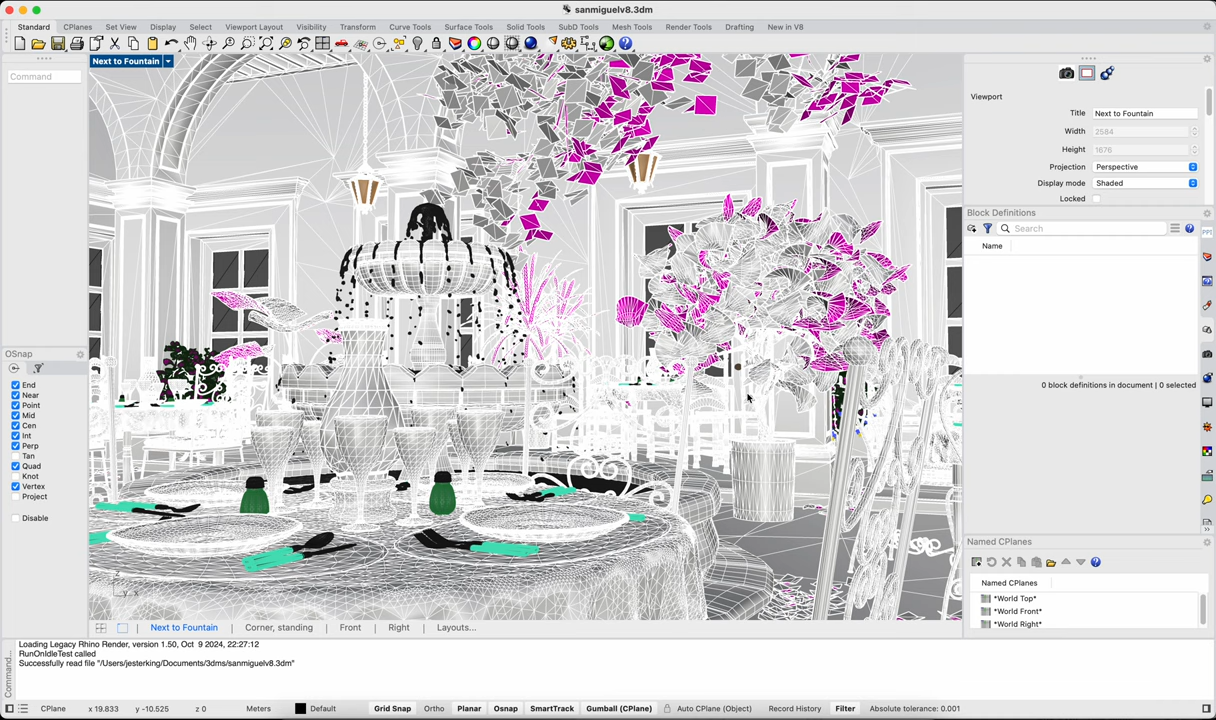 sanmiguelv8.3dm
Standard CPlanes Set View Display Select Viewport Layout Visibility Transform Curve Tools Surface Tools Solid Tools SubD Tools Mesh Tools Render Tools Drafting New in V8
Command
Next to Fountain
Viewport
Title Next to Fountain
Width 2584
Height 1676
Projection Perspective
Display mode Shaded
Locked
Block Definitions
Search
Name
0 block definitions in document | 0 selected
OSnap
End
Near
Point
Mid
Cen
Int
Perp
Tan
Quad
Knot
Vertex
Project
Disable
Named CPlanes
Named CPlanes
*World Top*
*World Front*
*World Right*
Next to Fountain Corner, standing Front Right Layouts...
Command...
Loading Legacy Rhino Render, version 1.50, Oct 9 2024, 22:27:12
RunOnIdleTest called
Successfully read file "/Users/jesterking/Documents/3dms/sanmiguelv8.3dm"
CPlane x 19.833 y -10.525 z 0 Meters Default Grid Snap Ortho Planar Osnap SmartTrack Gumball (CPlane) Auto CPlane (Object) Record History Filter Absolute tolerance: 0.001